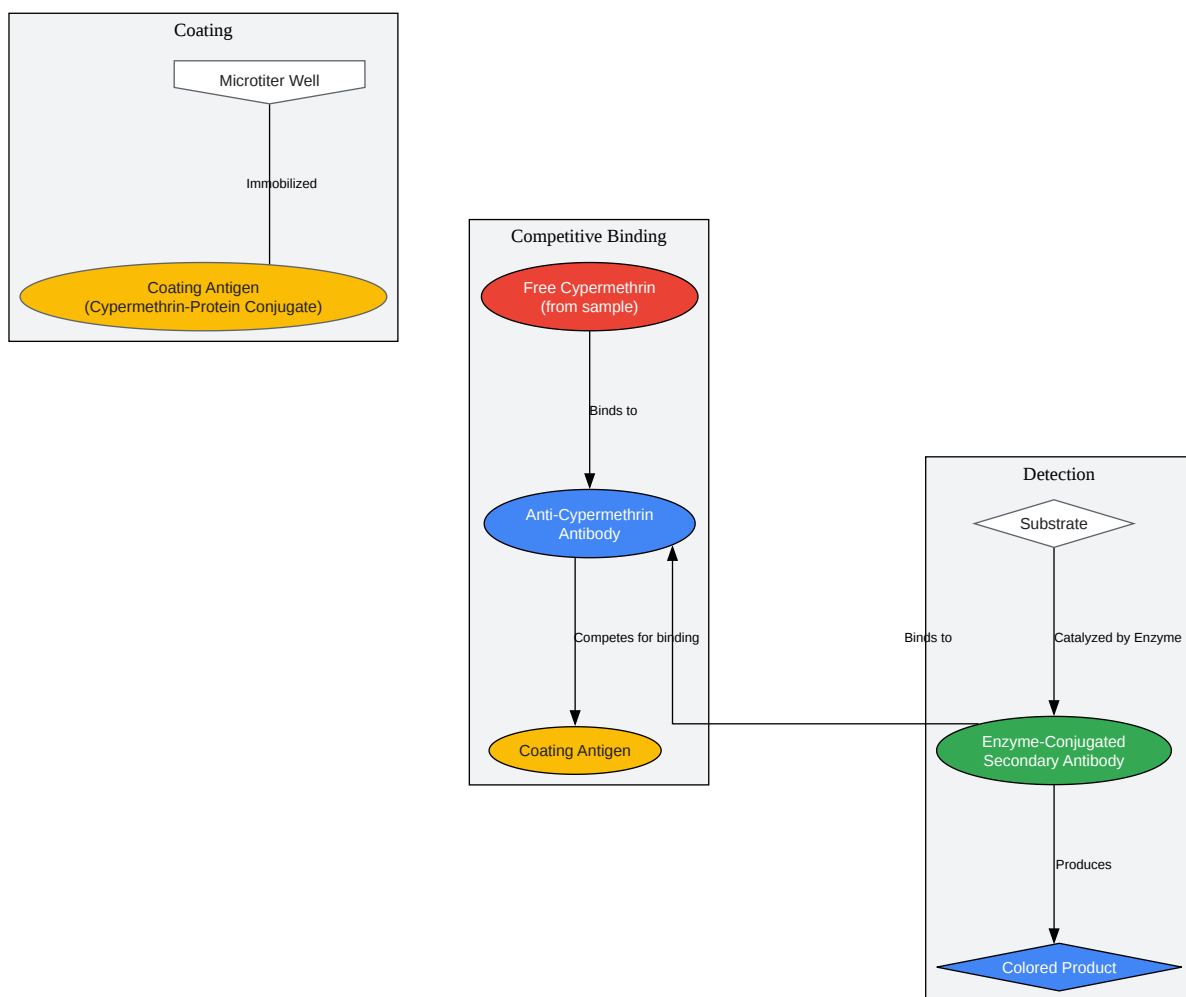 Coating
Microtiter Well
Immobilized
Coating Antigen
(Cypermethrin-Protein Conjugate)
Competitive Binding
Free Cypermethrin
(from sample)
Binds to
Anti-Cypermethrin
Antibody
Competes for binding
Coating Antigen
Detection
Substrate
Binds to
Catalyzed by Enzyme
Enzyme-Conjugated
Secondary Antibody
Produces
Colored Product